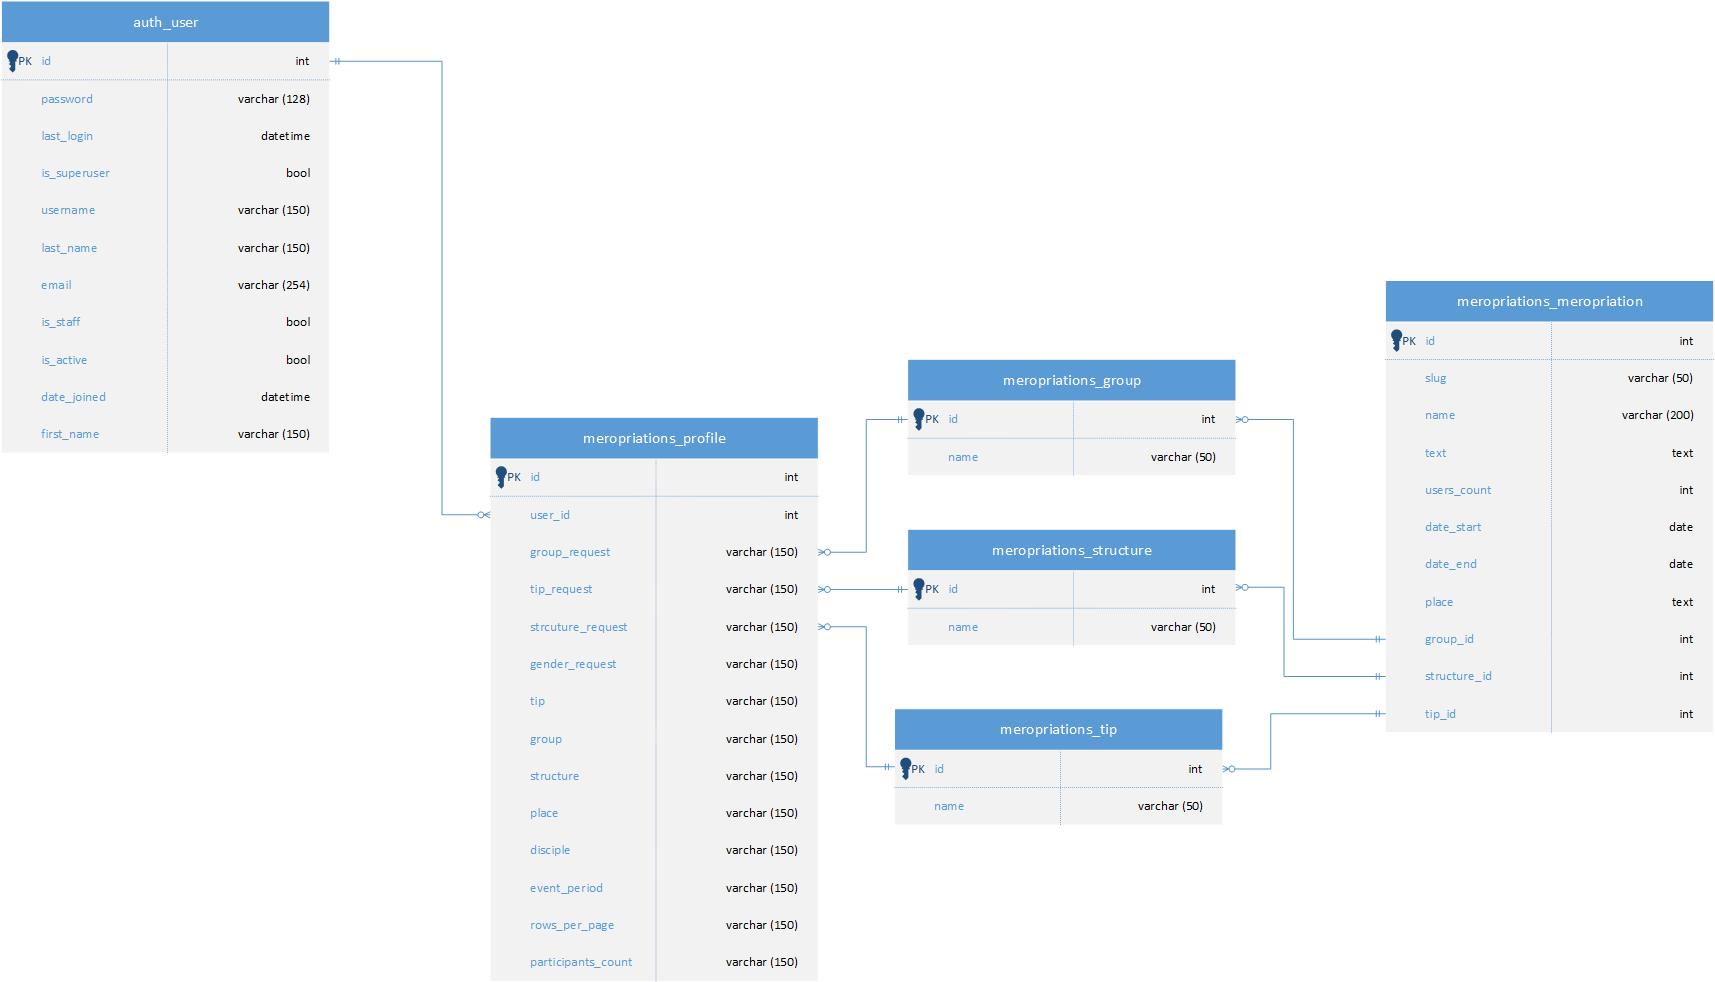 auth_user
PK id int
password varchar (128)
last_login datetime
is_superuser bool
username varchar (150)
last_name varchar (150)
email varchar (254)
is_staff bool
is_active bool
date_joined datetime
first_name varchar (150)
meropriations_profile
PK id int
user_id int
group_request varchar (150)
tip_request varchar (150)
strcuture_request varchar (150)
gender_request varchar (150)
tip varchar (150)
group varchar (150)
structure varchar (150)
place varchar (150)
disciple varchar (150)
event_period varchar (150)
rows_per_page varchar (150)
participants_count varchar (150)
meropriations_group
PK id int
name varchar (50)
meropriations_structure
PK id int
name varchar (50)
meropriations_tip
PK id int
name varchar (50)
meropriations_meropriation
PK id int
slug varchar (50)
name varchar (200)
text text
users_count int
date_start date
date_end date
place text
group_id int
structure_id int
tip_id int